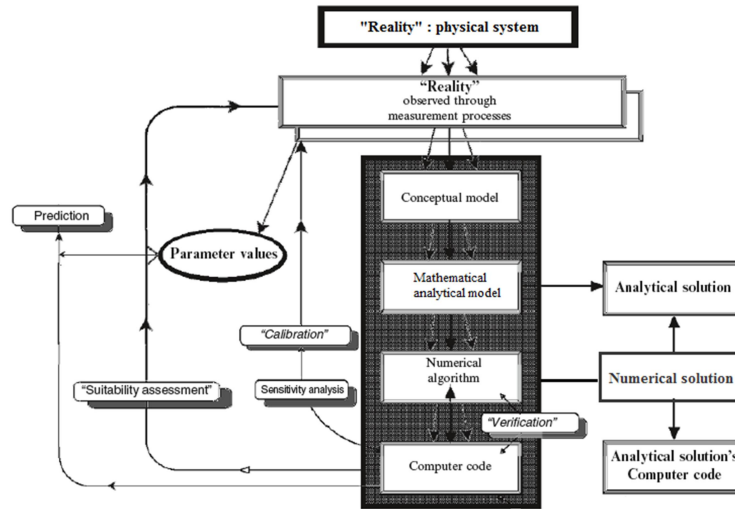 "Reality" : physical system
“Reality”
observed through
measurement processes
Conceptual model
Prediction
Parameter values
Mathematical
analytical model
Analytical solution
“Calibration”
Numerical
algorithm
Numerical solution
“Suitability assessment”
Sensitivity analysis
“Verification”
Computer code
Analytical solution’s
Computer code